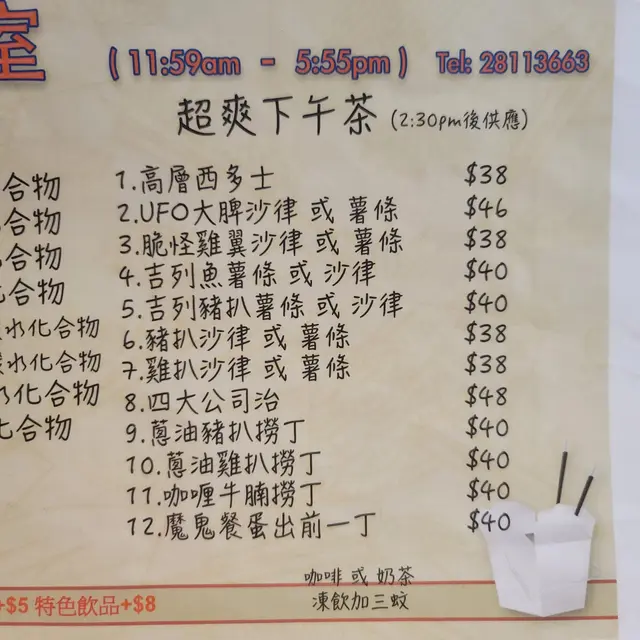 室 (11:59am - 5:55pm) Tel: 28113663
超爽下午茶 (2:30pm後供應)
合物
合物
合物
化合物
水化合物
水化合物
水化合物
化合物
1.高層西多士 $38
2.UFO大脾沙律 或 薯條 $46
3.脆怪雞翼沙律 或 薯條 $38
4.吉列魚薯條 或 沙律 $40
5.吉列豬扒薯條 或 沙律 $40
6.豬扒沙律 或 薯條 $38
7.雞扒沙律 或 薯條 $38
8.四大公司治 $48
9.蔥油豬扒撈丁 $40
10.蔥油雞扒撈丁 $40
11.咖喱牛腩撈丁 $40
12.魔鬼餐蛋出前一丁 $40
咖啡 或 奶茶
凍飲加三蚊
+$5 特色飲品+$8